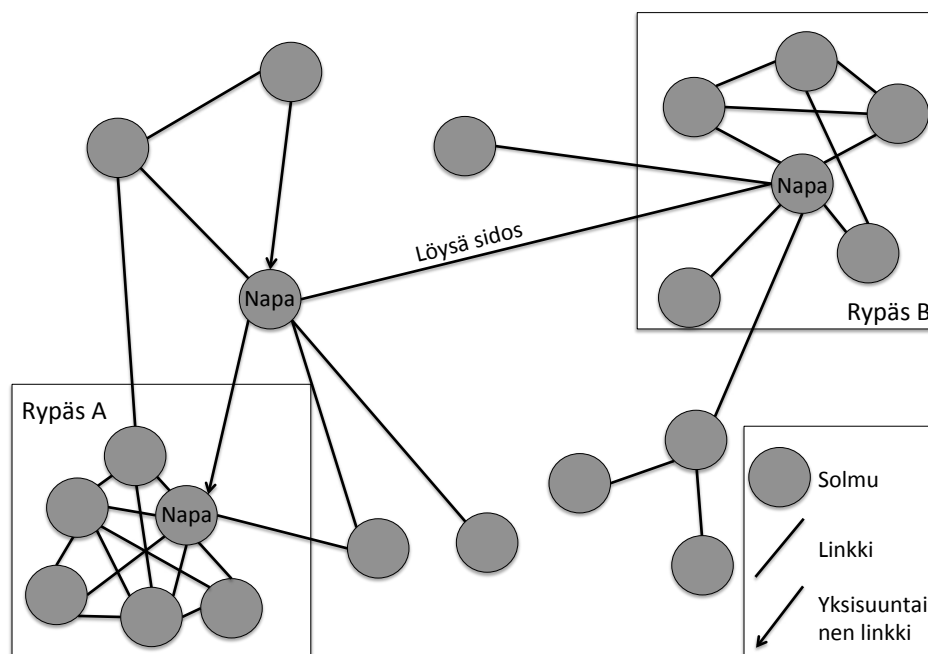 Napa
Löysä sidos
Napa
Rypäs B
Rypäs A
Napa
Solmu
Linkki
Yksisuuntai
nen linkki